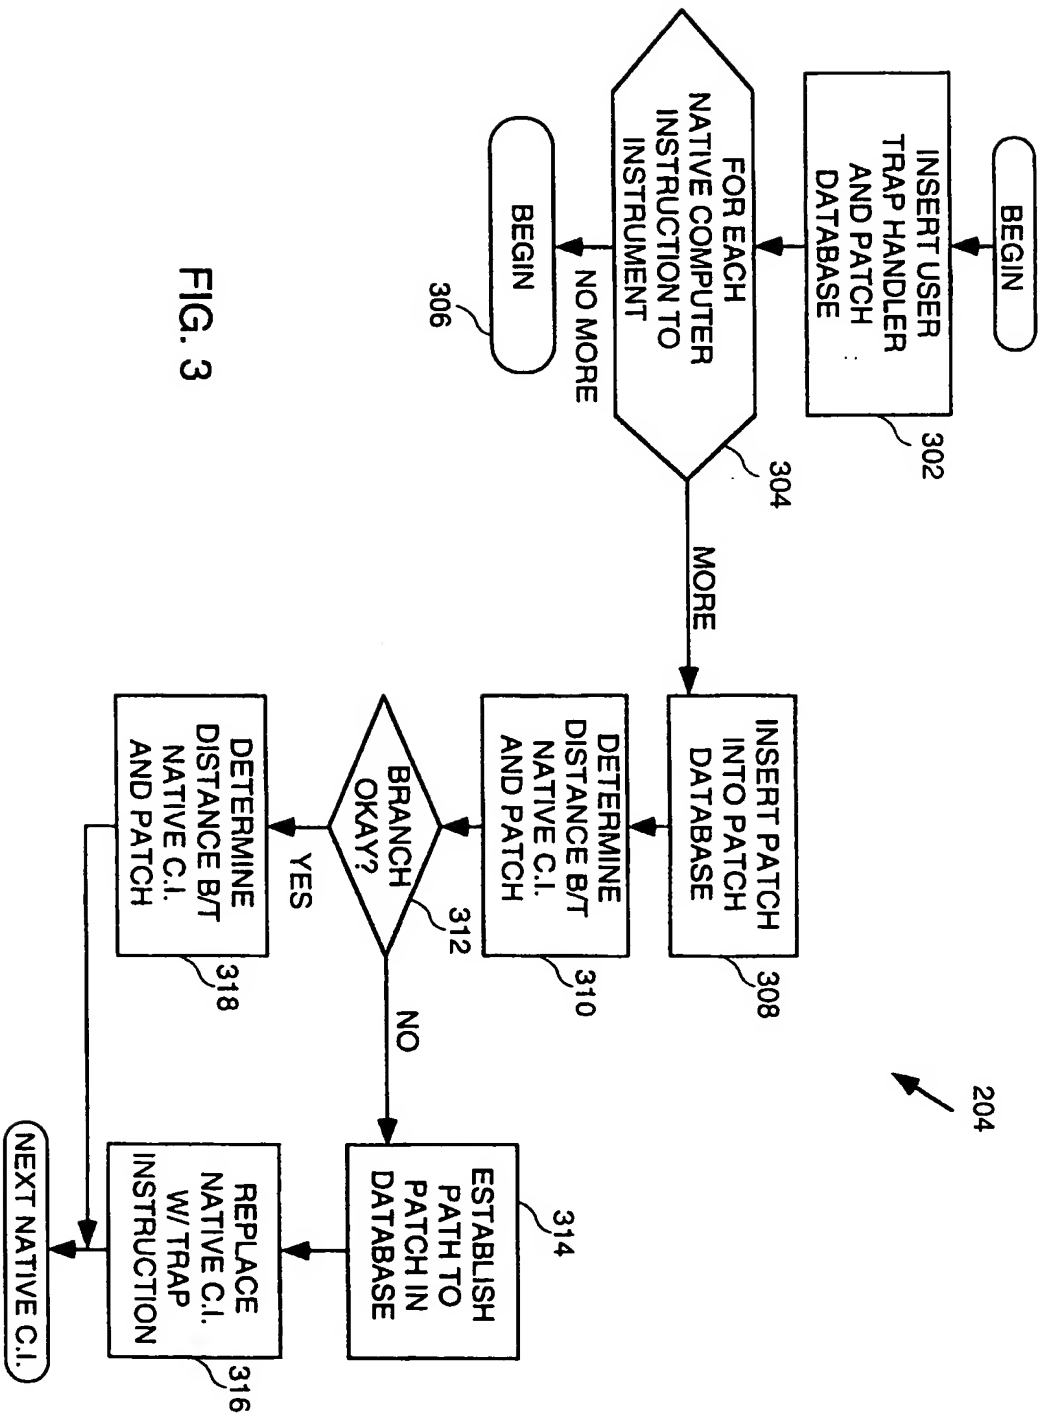 204
BEGIN
INSERT USER
TRAP HANDLER
AND PATCH
DATABASE
302
FOR EACH
NATIVE COMPUTER
INSTRUCTION TO
INSTRUMENT
304
NO MORE
BEGIN
306
MORE
INSERT PATCH
INTO PATCH
DATABASE
308
DETERMINE
DISTANCE B/T
NATIVE C.I.
AND PATCH
310
BRANCH
OKAY?
312
YES
NO
DETERMINE
DISTANCE B/T
NATIVE C.I.
AND PATCH
318
ESTABLISH
PATH TO
PATCH IN
DATABASE
314
REPLACE
NATIVE C.I.
W/ TRAP
INSTRUCTION
316
NEXT NATIVE C.I.
FIG. 3